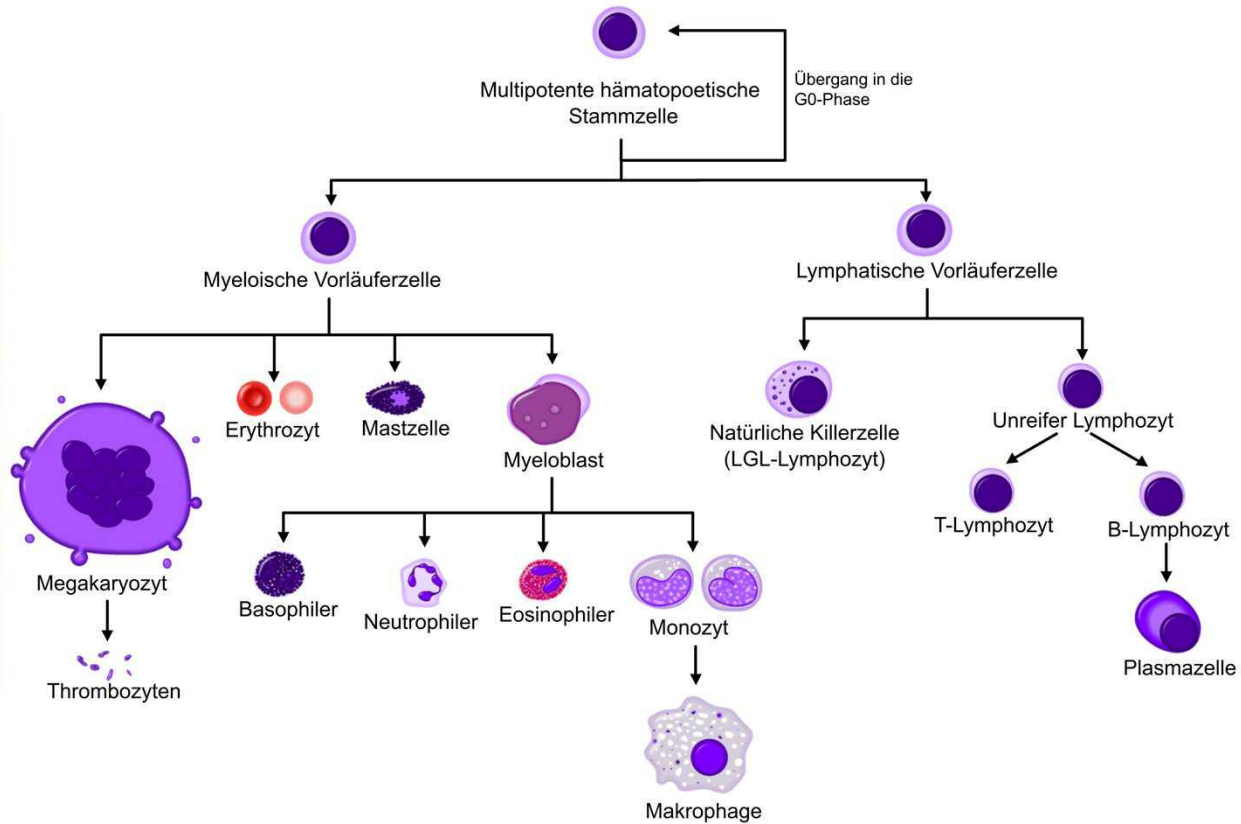 Multipotente hämatopoetische
Stammzelle
Übergang in die
G0-Phase
Myeloische Vorläuferzelle
Lymphatische Vorläuferzelle
Megakaryozyt
Thrombozyten
Erythrozyt
Mastzelle
Myeloblast
Basophiler
Neutrophiler
Eosinophiler
Monozyt
Makrophage
Natürliche Killerzelle
(LGL-Lymphozyt)
Unreifer Lymphozyt
T-Lymphozyt
B-Lymphozyt
Plasmazelle